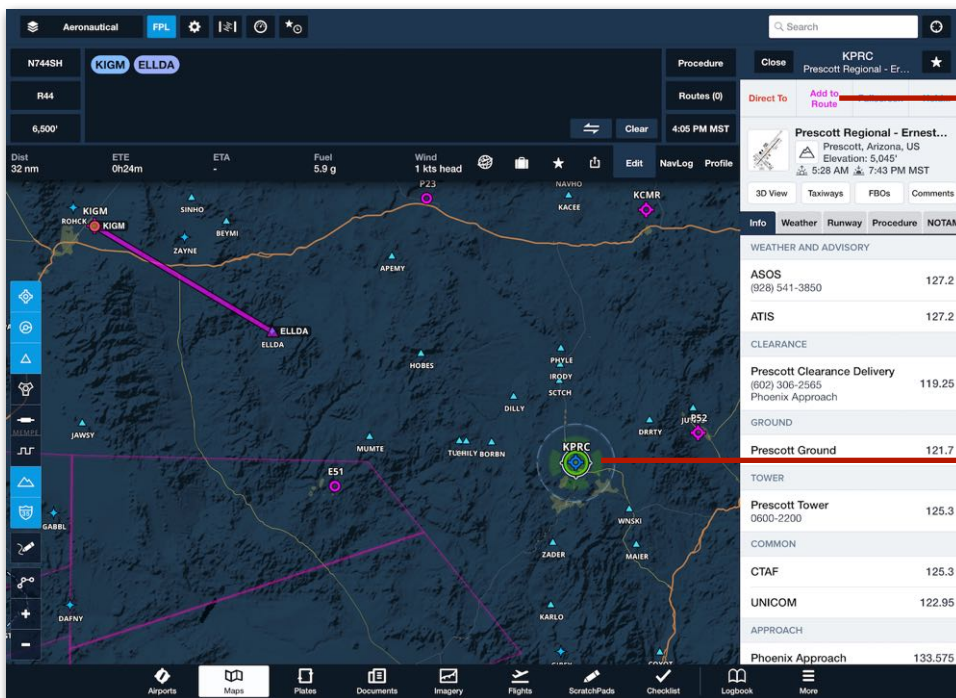 Aeronautical
FPL
Search
N744SH
KIGM ELLDA
Procedure
R44
Routes (0)
6,500'
Clear
4:05 PM MST
Close
KPRC
Prescott Regional - Er...
Direct To
Add to
Route
Prescott Regional - Ernest...
Prescott, Arizona, US
Elevation: 5,045'
5:28 AM 7:43 PM MST
3D View Taxiways FBOs Comments
Dist ETE ETA Fuel Wind
32 nm 0h24m - 5.9 g 1 kts head
Edit NavLog Profile
Info Weather Runway Procedure NOTAM
WEATHER AND ADVISORY
ASOS 127.2
(928) 541-3850
ATIS 127.2
CLEARANCE
Prescott Clearance Delivery 119.25
(602) 306-2565
Phoenix Approach
GROUND
Prescott Ground 121.7
TOWER
Prescott Tower 125.3
0600-2200
COMMON
CTAF 125.3
UNICOM 122.95
APPROACH
Phoenix Approach 133.575
P23
NAVHO
KACEE
KCMR
KIGM
ROHCK
KIGM
SINHO
BEYMI
ZAYNE
APEMY
ELLDA
ELLDA
HOBES
PHYLE
IRODY
SCTCH
DILLY
DRRTY
P52
JAWSY
MUMTE
BORBN
KPRC
E51
GABBL
WNSKI
ZADER
MAIER
DAFNY
KARLO
Airports Maps Plates Documents Imagery Flights ScratchPads Checklist Logbook More